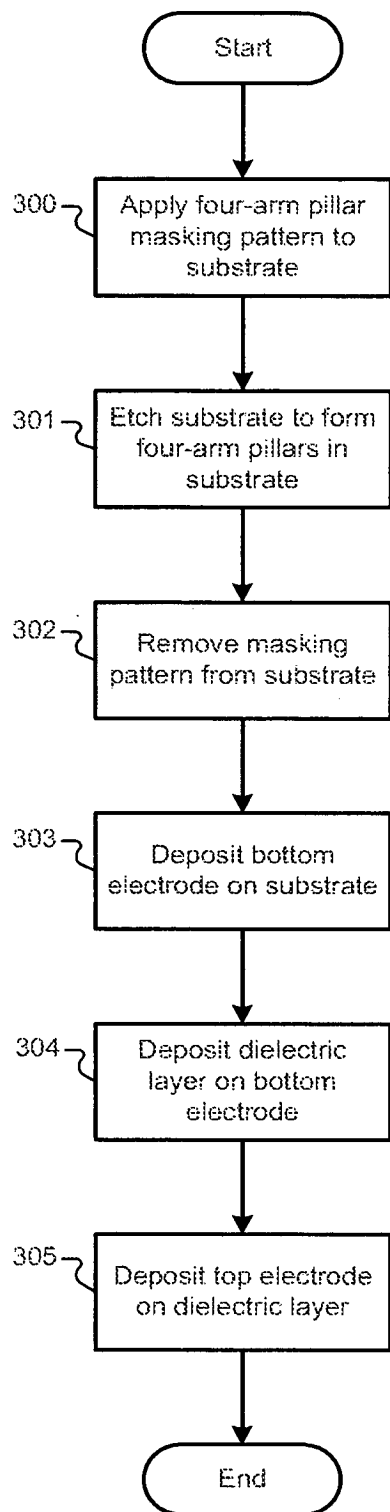 Start
300
Apply four-arm pillar
masking pattern to
substrate
301
Etch substrate to form
four-arm pillars in
substrate
302
Remove masking
pattern from substrate
303
Deposit bottom
electrode on substrate
304
Deposit dielectric
layer on bottom
electrode
305
Deposit top electrode
on dielectric layer
End